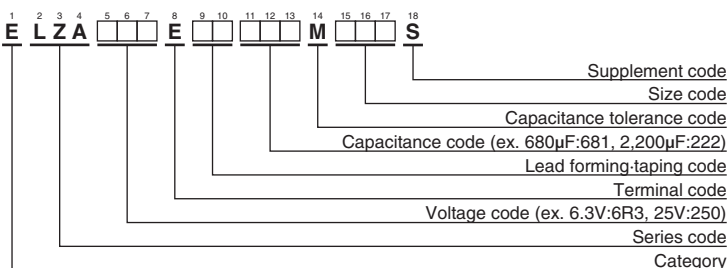 1 2 3 4 5 6 7 8 9 10 11 12 13 14 15 16 17 18
E L Z A □□□ E □□ □□□ M □□□ S
Supplement code
Size code
Capacitance tolerance code
Capacitance code (ex. 680μF:681, 2,200μF:222)
Lead forming·taping code
Terminal code
Voltage code (ex. 6.3V:6R3, 25V:250)
Series code
Category